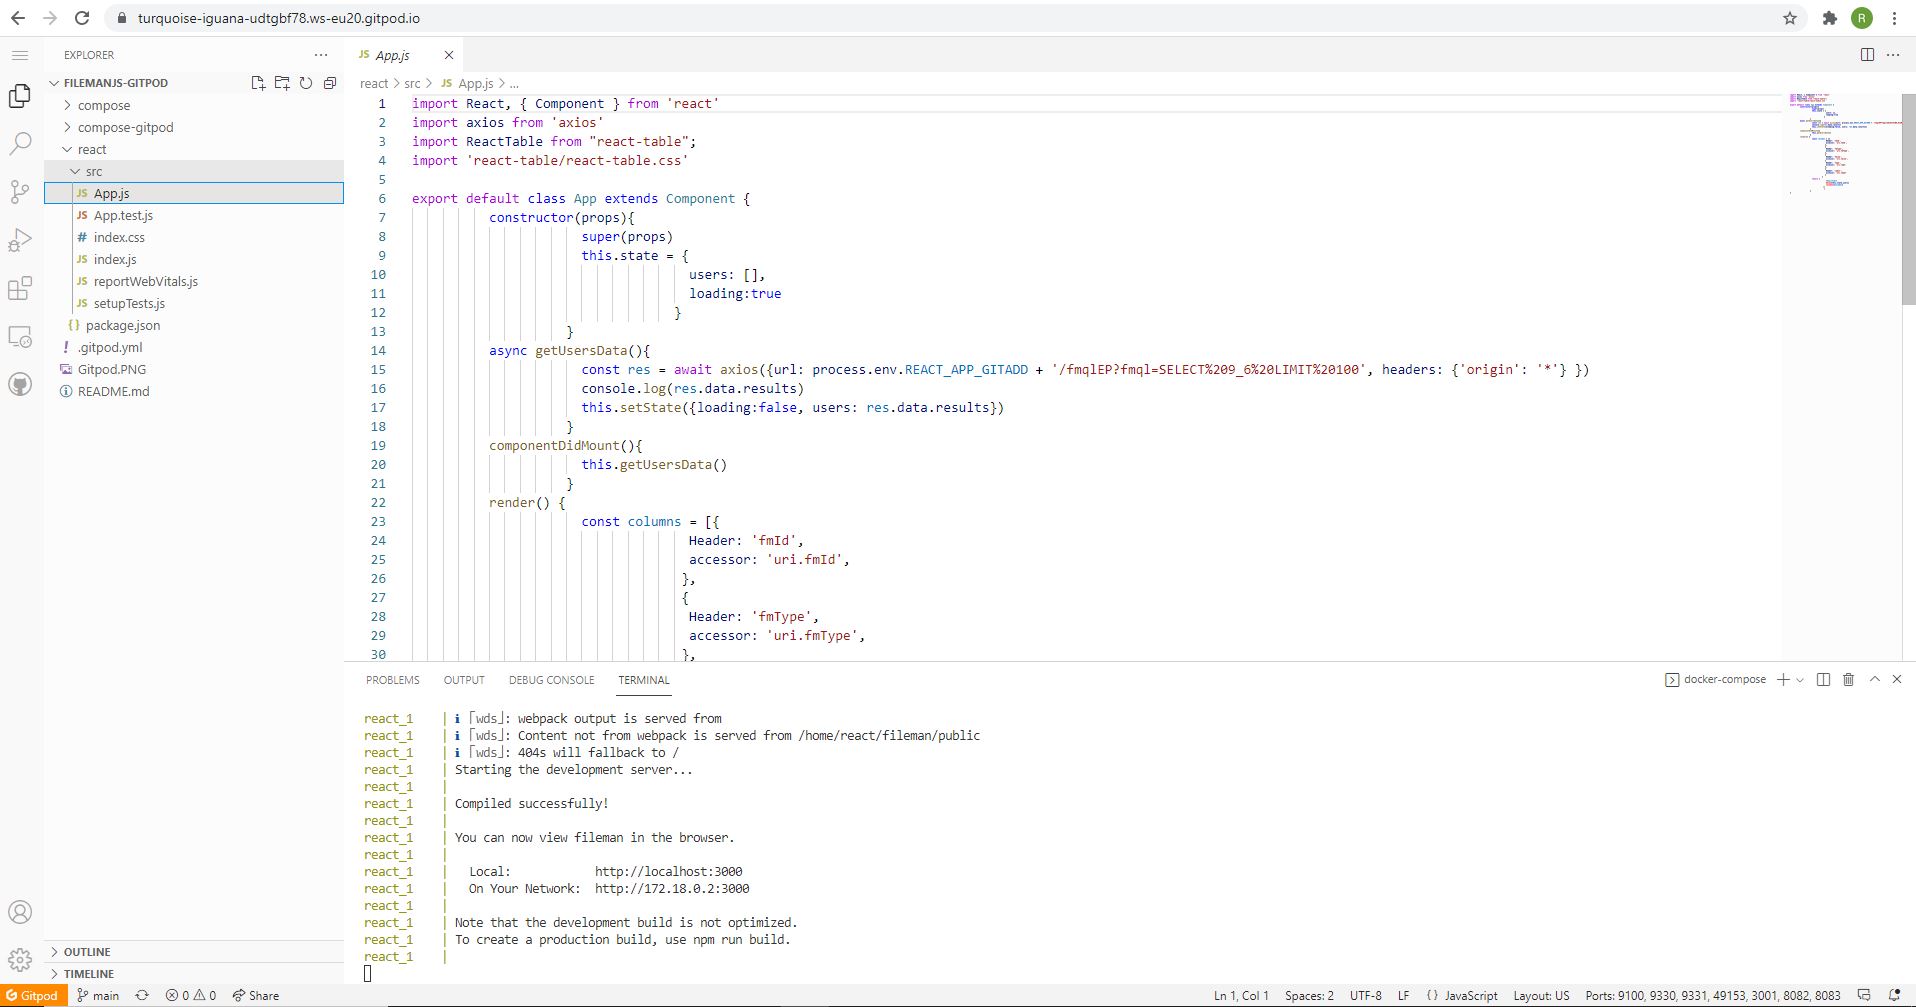 turquoise-iguana-udtgbf78.ws-eu20.gitpod.io
R
EXPLORER
FILEMANJS-GITPOD
compose
compose-gitpod
react
src
JS App.js
JS App.test.js
# index.css
JS index.js
JS reportWebVitals.js
JS setupTests.js
{} package.json
! .gitpod.yml
Gitpod.PNG
README.md
OUTLINE
TIMELINE
JS App.js
react > src > JS App.js > ...
1 import React, { Component } from 'react'
2 import axios from 'axios'
3 import ReactTable from "react-table";
4 import 'react-table/react-table.css'
5
6 export default class App extends Component {
7 constructor(props){
8 super(props)
9 this.state = {
10 users: [],
11 loading:true
12 }
13 }
14 async getUsersData(){
15 const res = await axios({url: process.env.REACT_APP_GITADD + '/fmqlEP?fmql=SELECT%209_6%20LIMIT%20100', headers: {'origin': '*'} })
16 console.log(res.data.results)
17 this.setState({loading:false, users: res.data.results})
18 }
19 componentDidMount(){
20 this.getUsersData()
21 }
22 render() {
23 const columns = [{
24 Header: 'fmId',
25 accessor: 'uri.fmId',
26 },
27 {
28 Header: 'fmType',
29 accessor: 'uri.fmType',
30 },
PROBLEMS OUTPUT DEBUG CONSOLE TERMINAL
docker-compose
react_1 | ℹ ｢wds｣: webpack output is served from
react_1 | ℹ ｢wds｣: Content not from webpack is served from /home/react/fileman/public
react_1 | ℹ ｢wds｣: 404s will fallback to /
react_1 | Starting the development server...
react_1 |
react_1 | Compiled successfully!
react_1 |
react_1 | You can now view fileman in the browser.
react_1 |
react_1 | Local: http://localhost:3000
react_1 | On Your Network: http://172.18.0.2:3000
react_1 |
react_1 | Note that the development build is not optimized.
react_1 | To create a production build, use npm run build.
react_1 |
Gitpod main 0 0 Share Ln 1, Col 1 Spaces: 2 UTF-8 LF {} JavaScript Layout: US Ports: 9100, 9330, 9331, 49153, 3001, 8082, 8083